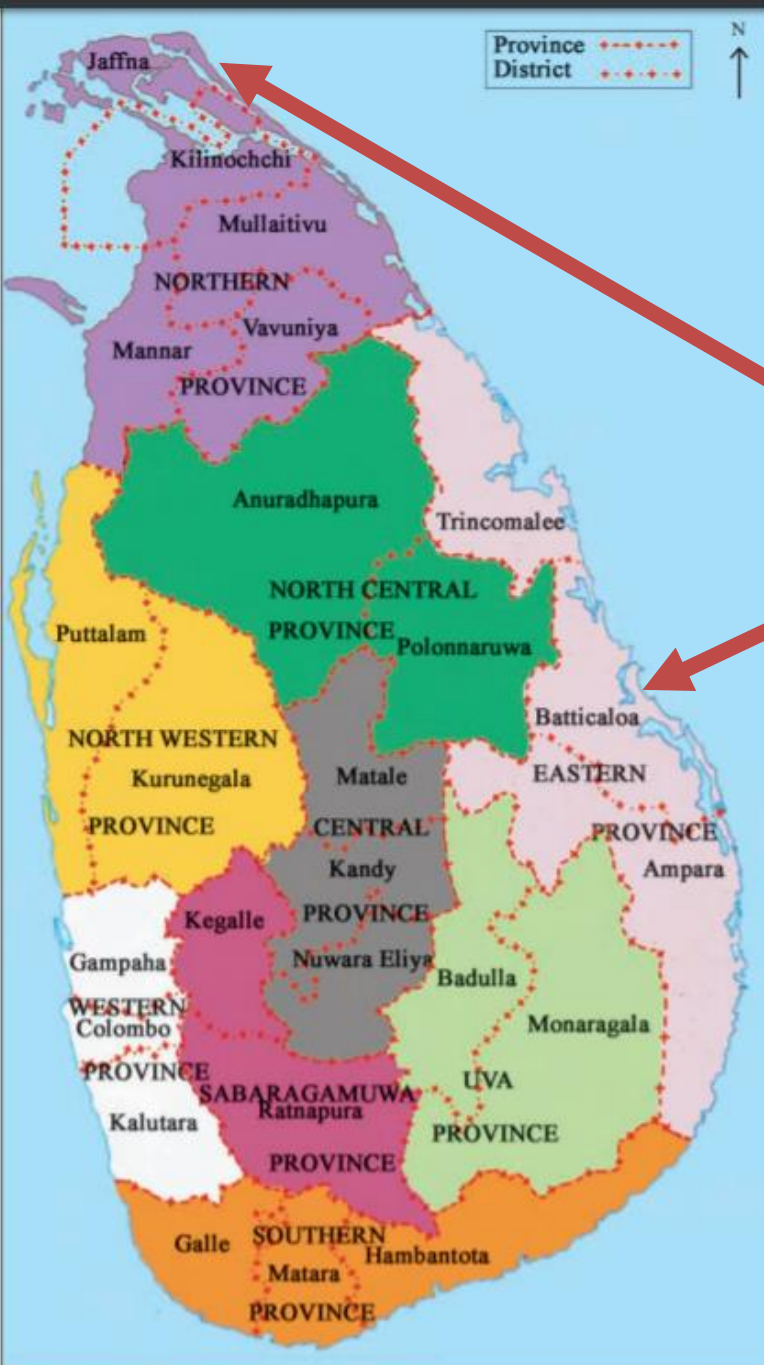 Province
District
N
Jaffna
Kilinochchi
Mullaitivu
NORTHERN
Vavuniya
Mannar
PROVINCE
Anuradhapura
Trincomalee
NORTH CENTRAL
PROVINCE
Puttalam
Polonnaruwa
Batticaloa
NORTH WESTERN
EASTERN
Kurunegala
Matale
PROVINCE
CENTRAL
PROVINCE
Kandy
Ampara
PROVINCE
Kegalle
Gampaha
Nuwara Eliya
Badulla
WESTERN
Colombo
Monaragala
PROVINCE
UVA
SABARAGAMUWA
Ratnapura
Kalutara
PROVINCE
PROVINCE
Galle
SOUTHERN
Hambantota
Matara
PROVINCE